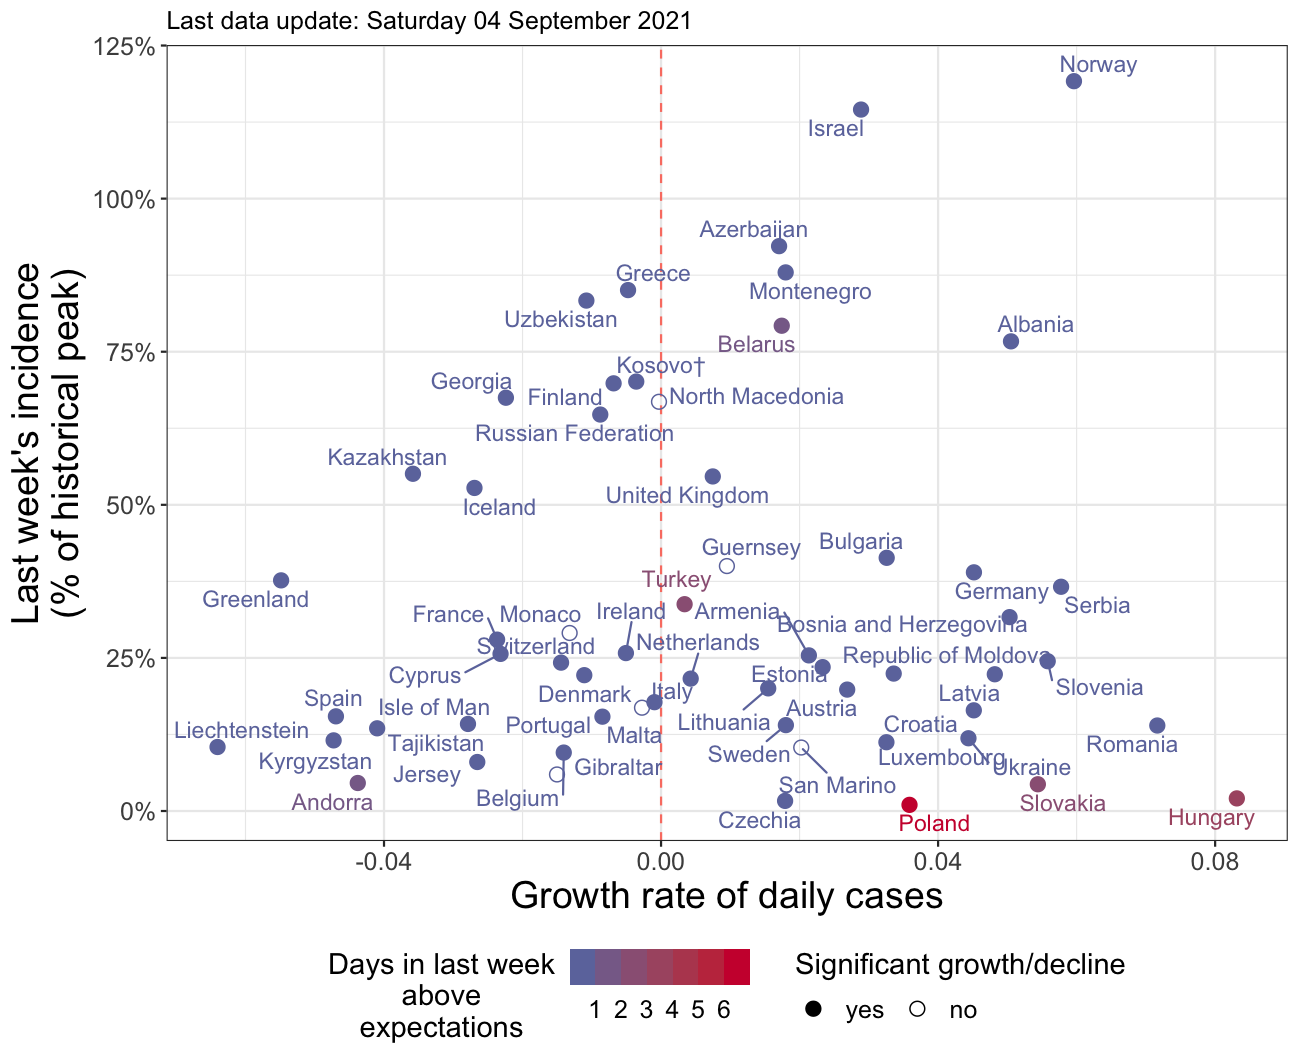 Last data update: Saturday 04 September 2021
125%
Norway
Israel
100%
Azerbaijan
Greece
Montenegro
Uzbekistan
Albania
Belarus
75%
Kosovo†
Georgia
Finland
North Macedonia
Russian Federation
Kazakhstan
Iceland
United Kingdom
50%
Guernsey
Bulgaria
Turkey
Germany
Greenland
Serbia
France
Monaco
Ireland
Armenia
Bosnia and Herzegovina
Switzerland
Netherlands
25%
Republic of Moldova
Cyprus
Estonia
Slovenia
Denmark
Italy
Latvia
Spain
Isle of Man
Austria
Lithuania
Portugal
Croatia
Liechtenstein
Malta
Tajikistan
Romania
Sweden
Luxembourg
Kyrgyzstan
Gibraltar
Ukraine
Jersey
San Marino
Belgium
Andorra
Slovakia
0%
Czechia
Poland
Hungary
-0.04
0.00
0.04
0.08
Last week's incidence
(% of historical peak)
Growth rate of daily cases
Days in last week
above
expectations
1 2 3 4 5 6
Significant growth/decline
yes
no